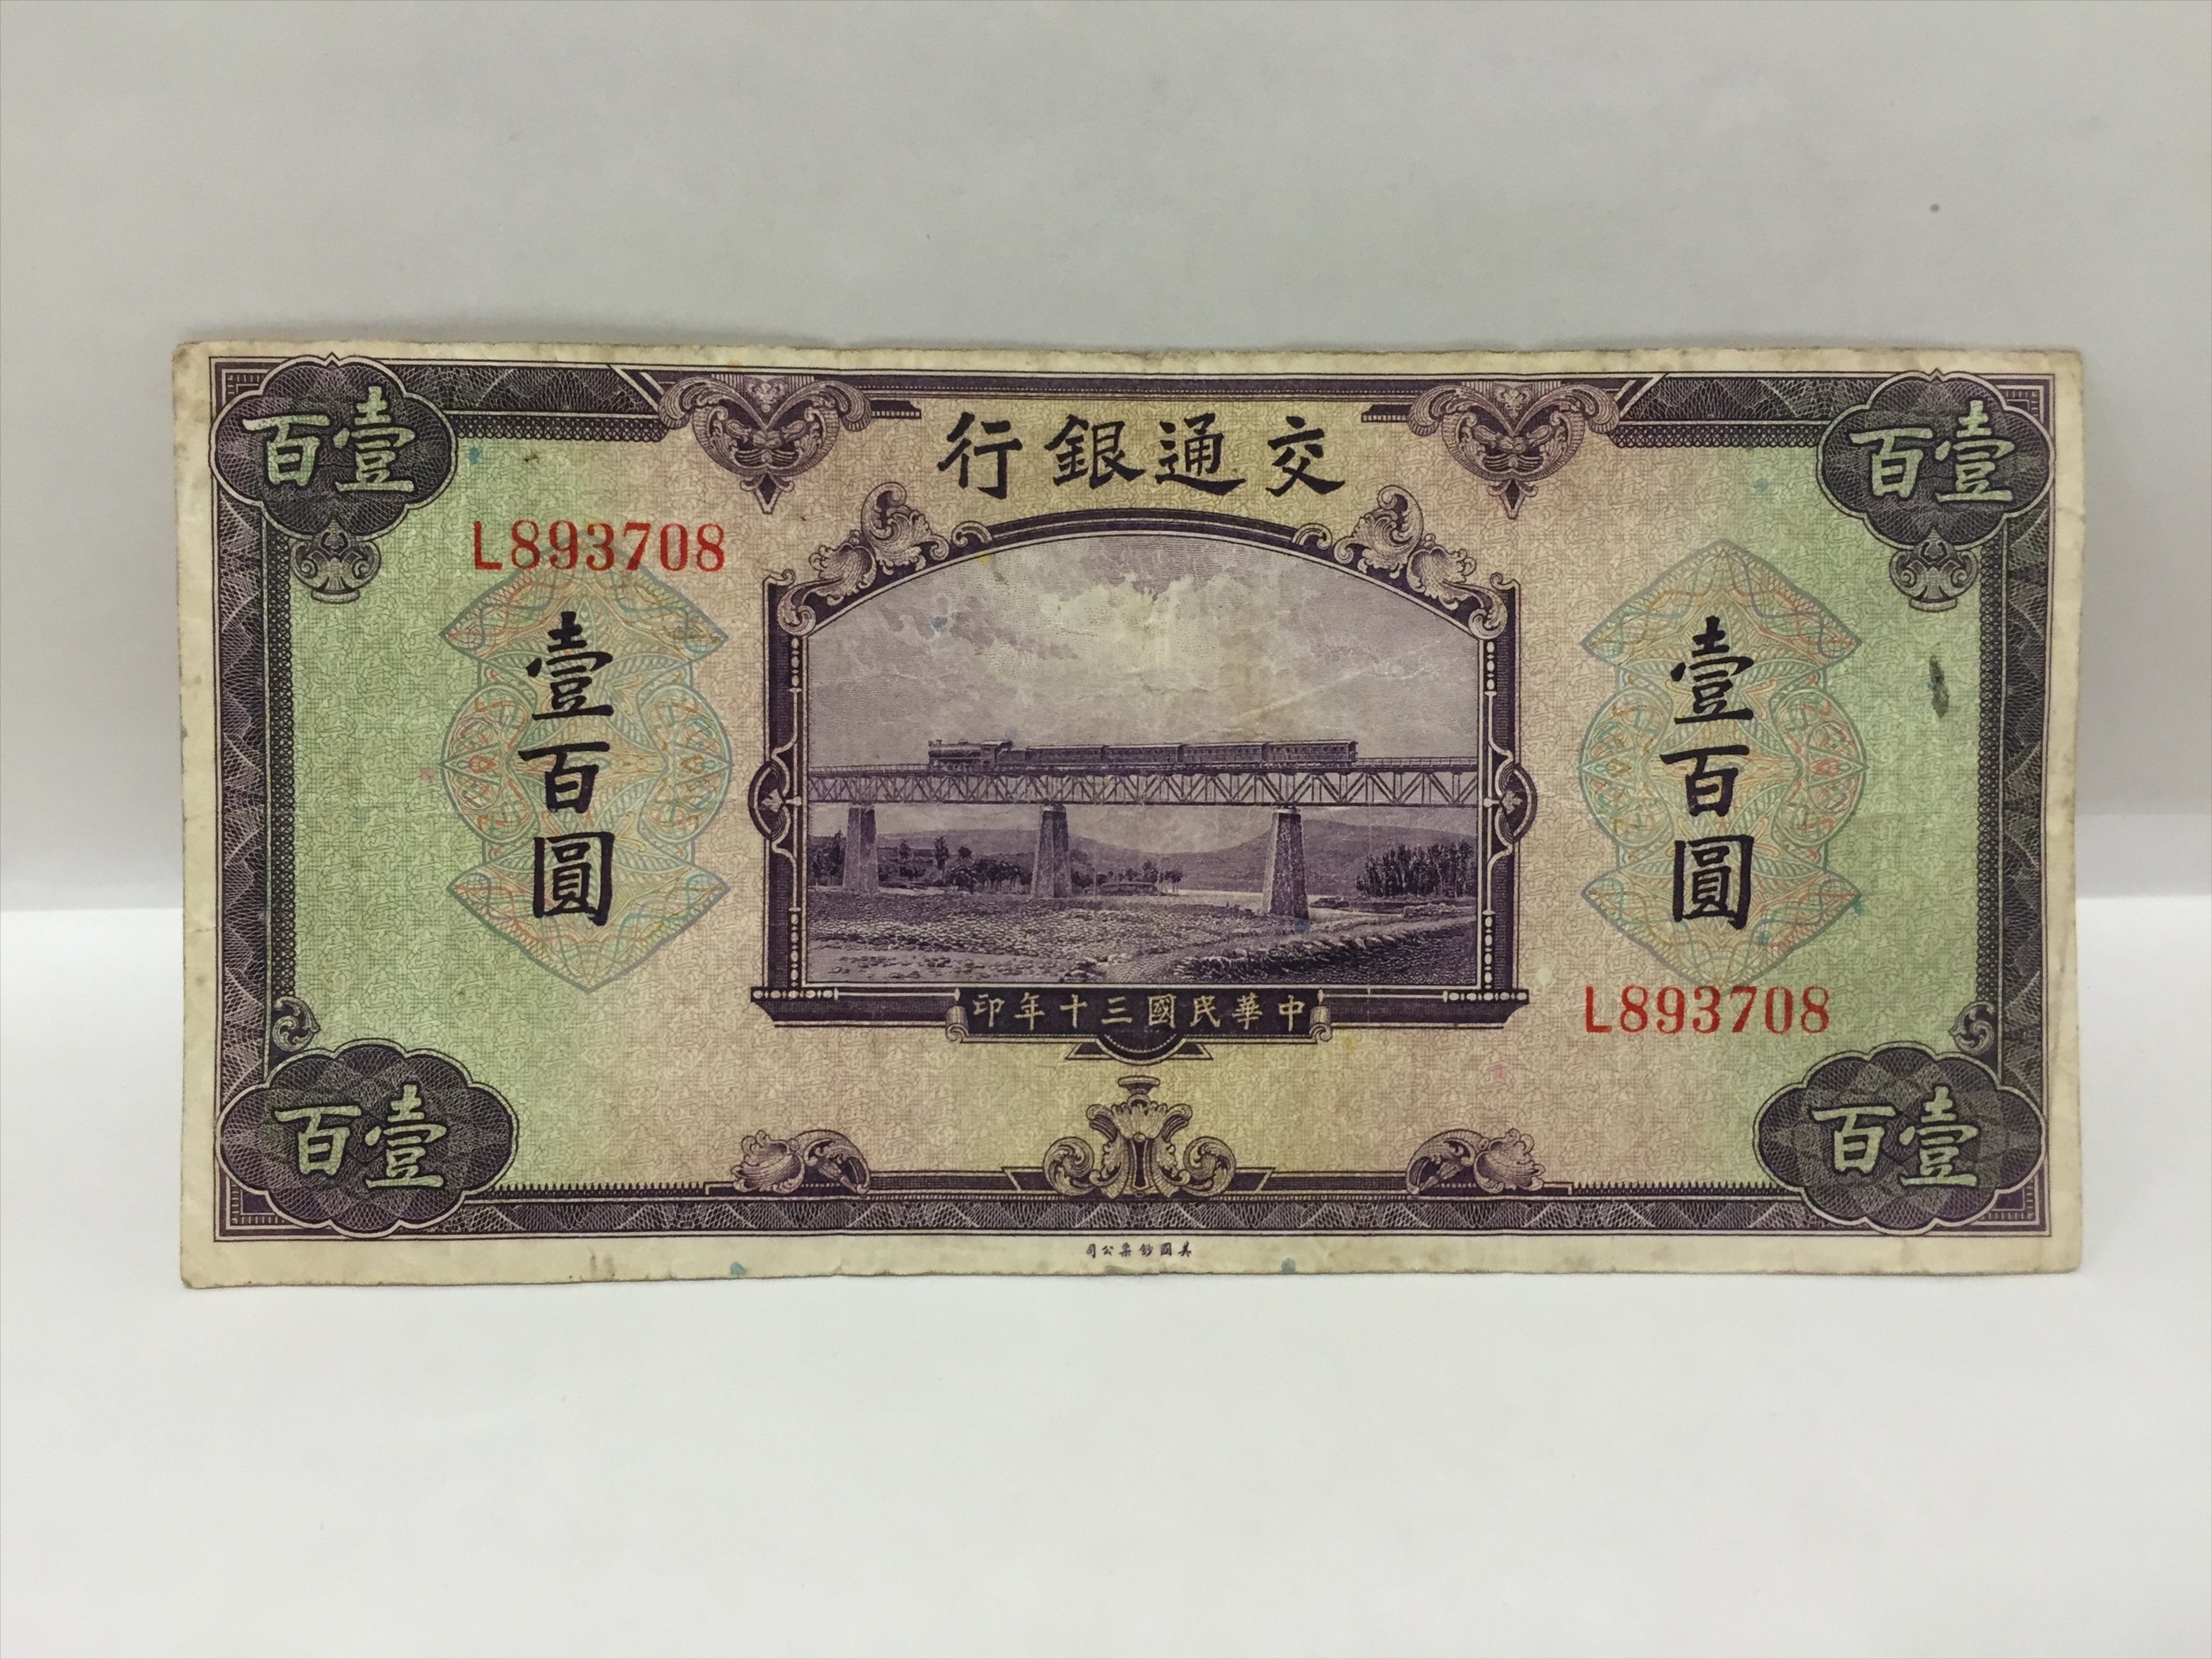 交通銀行
壹百
壹百
L893708
壹百圓
壹百圓
中華民國三十年印
L893708
壹百
壹百
美國鈔票公司